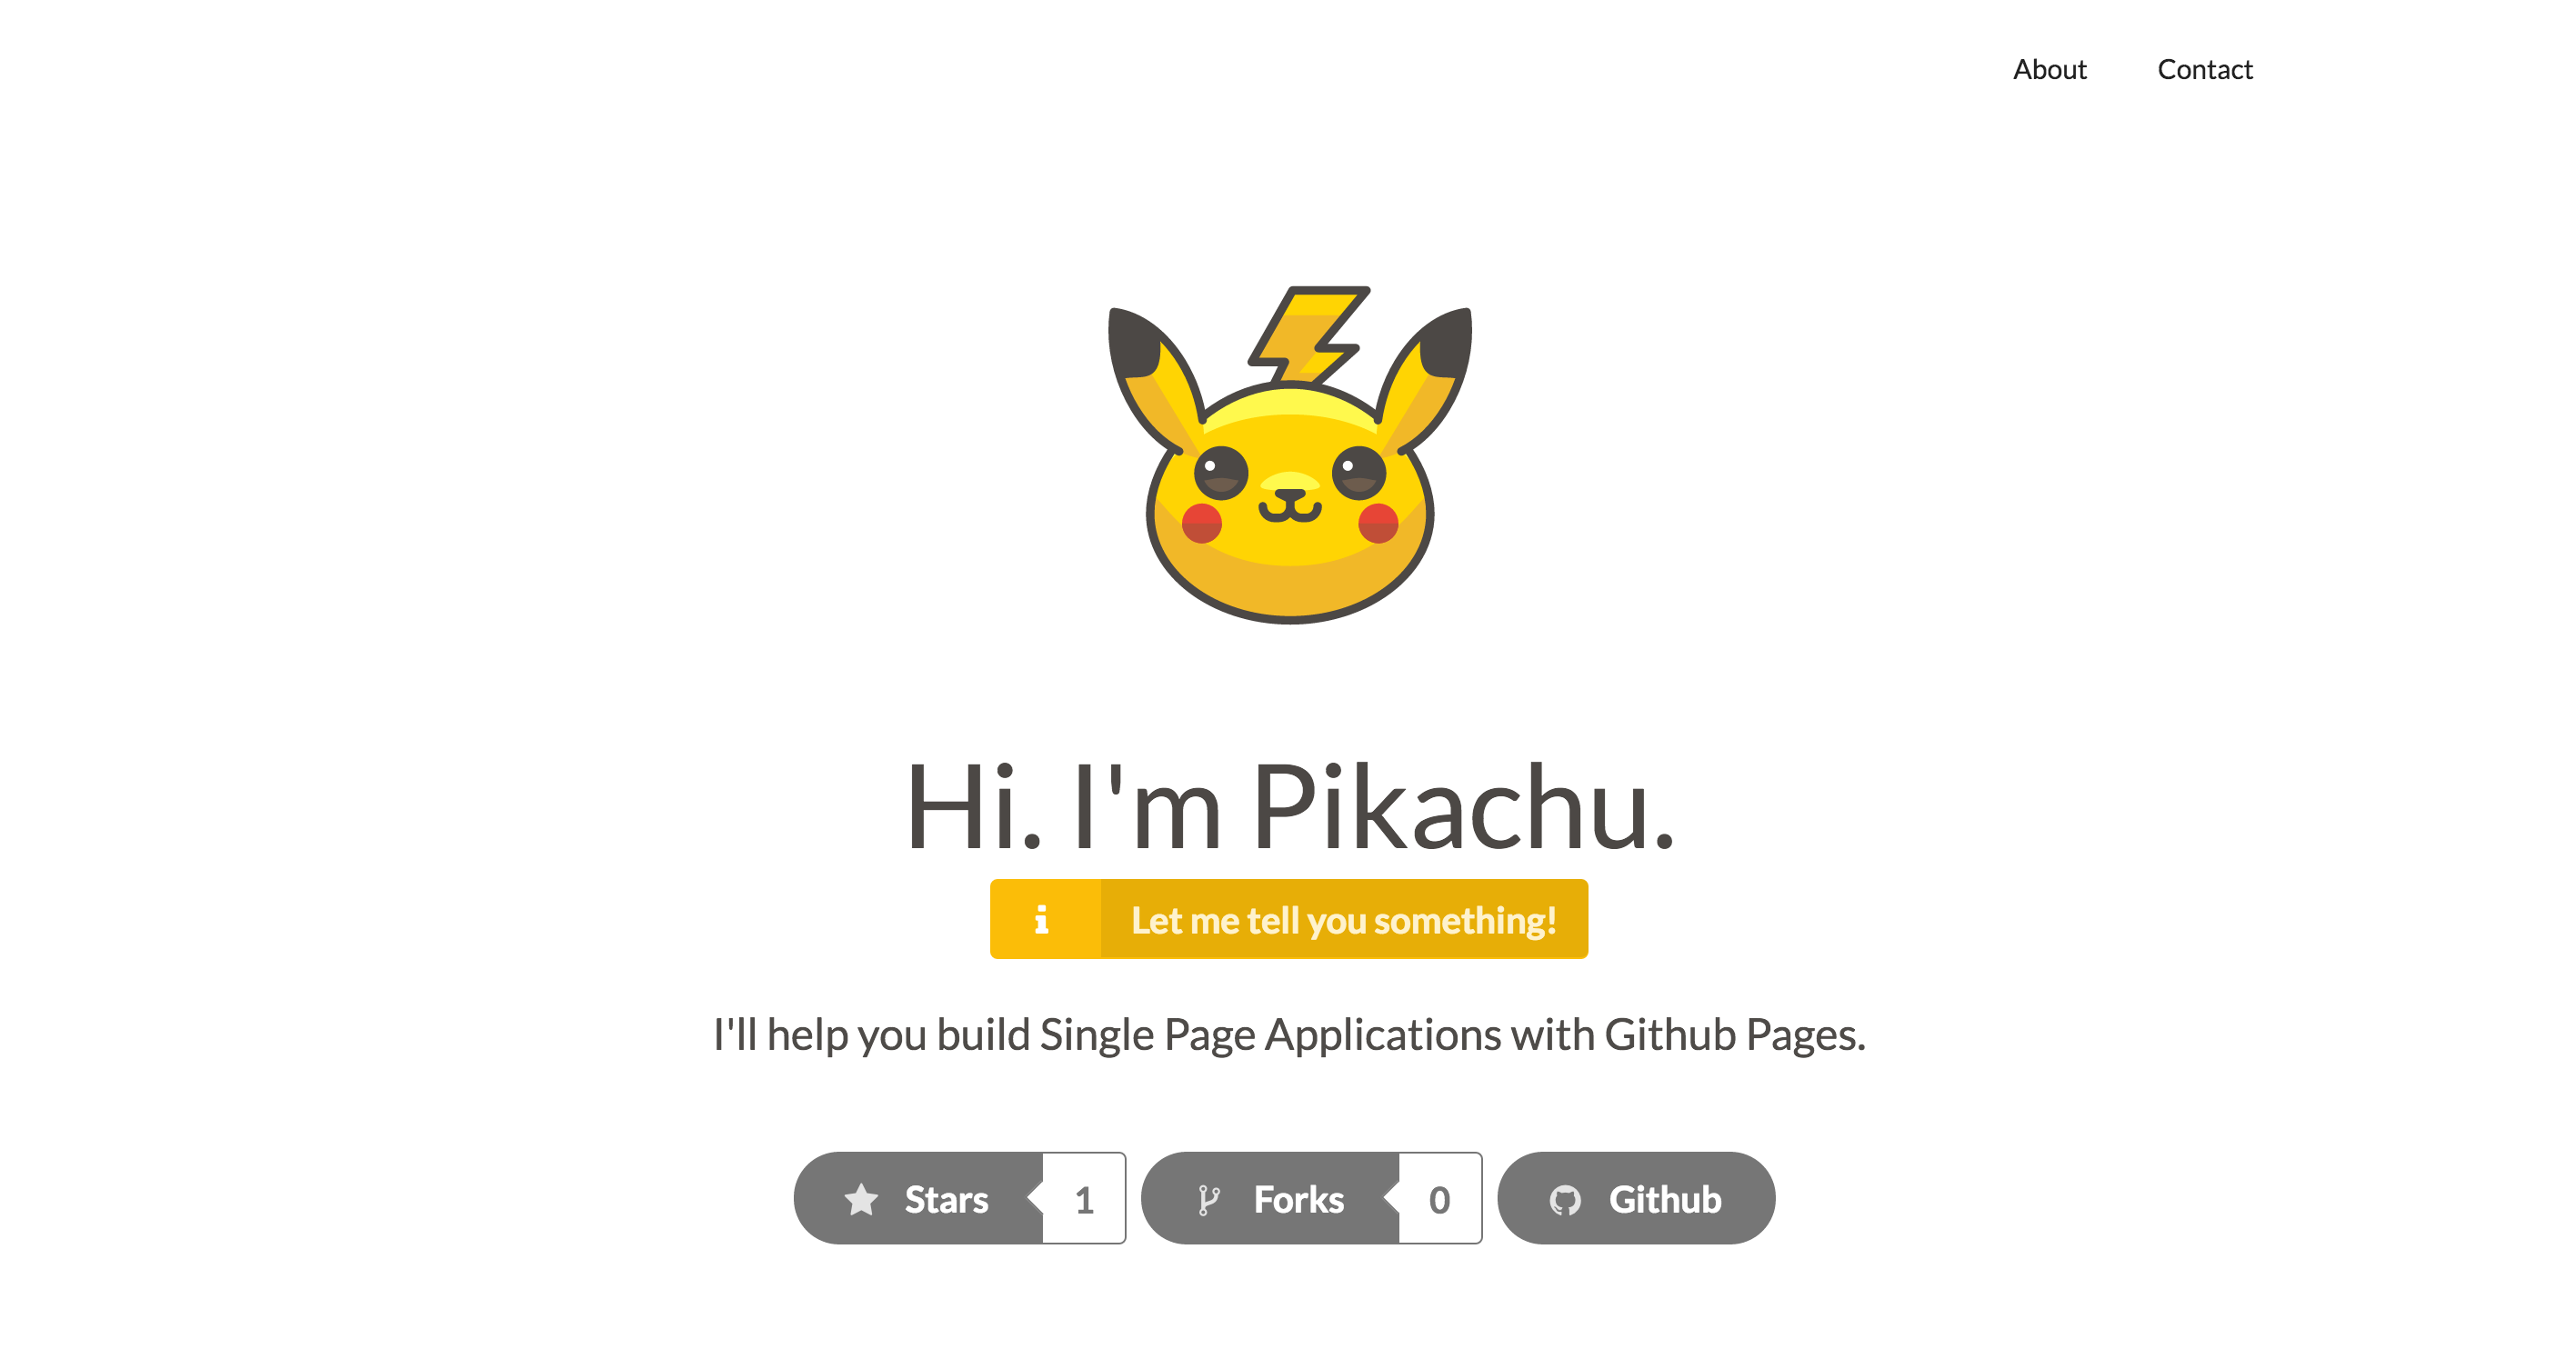 About Contact
Hi. I'm Pikachu.
Let me tell you something!
I'll help you build Single Page Applications with Github Pages.
Stars 1 Forks 0 Github